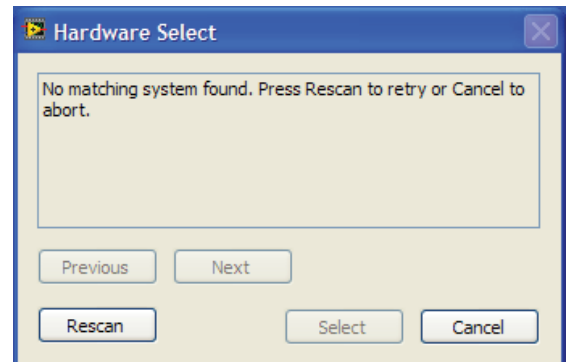 Hardware Select
No matching system found. Press Rescan to retry or Cancel to
abort.
Previous Next
Rescan Select Cancel